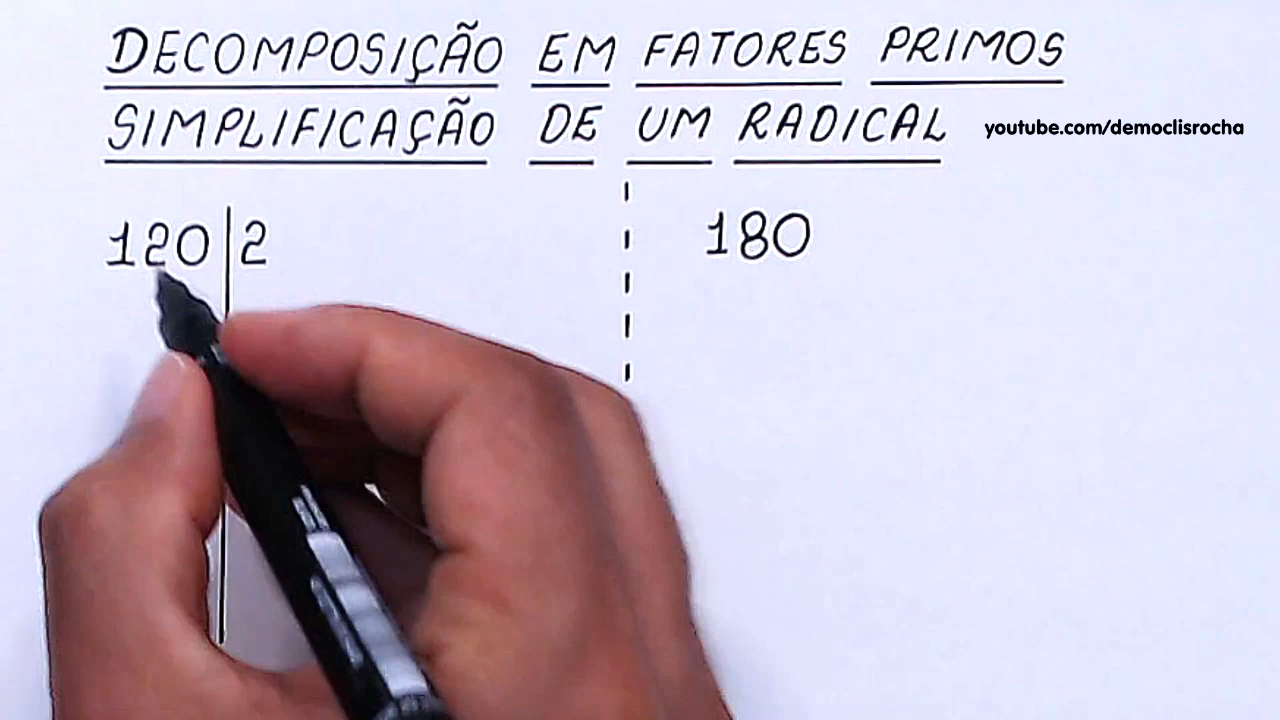 DECOMPOSIÇÃO EM FATORES PRIMOS
SIMPLIFICAÇÃO DE UM RADICAL
youtube.com/democlisrocha
120 | 2
180